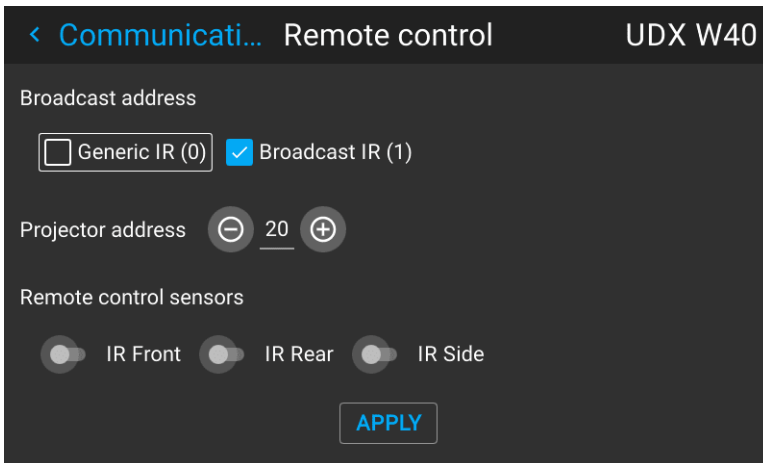 < Communicati... Remote control UDX W40
Broadcast address
Generic IR (0) Broadcast IR (1)
Projector address 20
Remote control sensors
IR Front IR Rear IR Side
APPLY